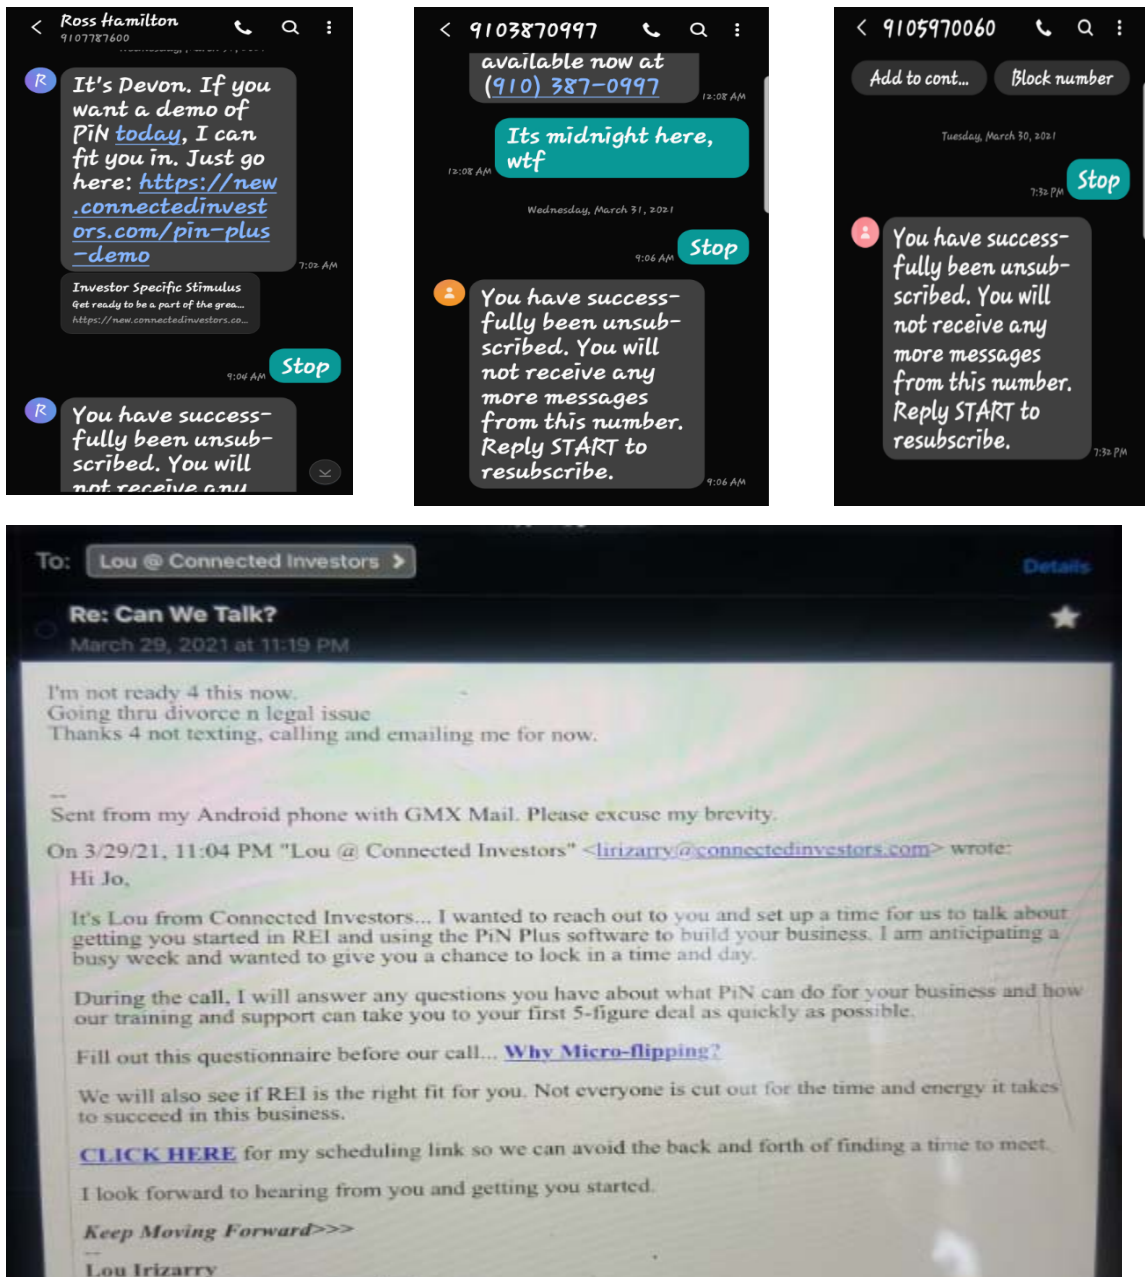 Ross Hamilton
9107787600
R
It's Devon. If you
want a demo of
PiN today, I can
fit you in. Just go
here: https://new
.connectedinvest
ors.com/pin-plus
-demo
7:02 AM
Investor Specific Stimulus
Get ready to be a part of the grea...
https://new.connectedinvestors.co...
9:04 AM
Stop
R
You have success-
fully been unsub-
scribed. You will
not receive any
9103870997
available now at
(910) 387-0997
12:08 AM
Its midnight here,
wtf
12:08 AM
Wednesday, March 31, 2021
9:06 AM
Stop
You have success-
fully been unsub-
scribed. You will
not receive any
more messages
from this number.
Reply START to
resubscribe.
9:06 AM
9105970060
Add to cont...
Block number
Tuesday, March 30, 2021
7:32 PM
Stop
You have success-
fully been unsub-
scribed. You will
not receive any
more messages
from this number.
Reply START to
resubscribe.
7:32 PM
To: Lou @ Connected Investors >
Details
Re: Can We Talk?
March 29, 2021 at 11:19 PM
I'm not ready 4 this now.
Going thru divorce n legal issue
Thanks 4 not texting, calling and emailing me for now.
--
Sent from my Android phone with GMX Mail. Please excuse my brevity.
On 3/29/21, 11:04 PM "Lou @ Connected Investors" <lirizarry@connectedinvestors.com> wrote:
Hi Jo,
It's Lou from Connected Investors... I wanted to reach out to you and set up a time for us to talk about
getting you started in REI and using the PiN Plus software to build your business. I am anticipating a
busy week and wanted to give you a chance to lock in a time and day.
During the call, I will answer any questions you have about what PiN can do for your business and how
our training and support can take you to your first 5-figure deal as quickly as possible.
Fill out this questionnaire before our call... Why Micro-flipping?
We will also see if REI is the right fit for you. Not everyone is cut out for the time and energy it takes
to succeed in this business.
CLICK HERE for my scheduling link so we can avoid the back and forth of finding a time to meet.
I look forward to hearing from you and getting you started.
Keep Moving Forward>>>
--
Lou Irizarry